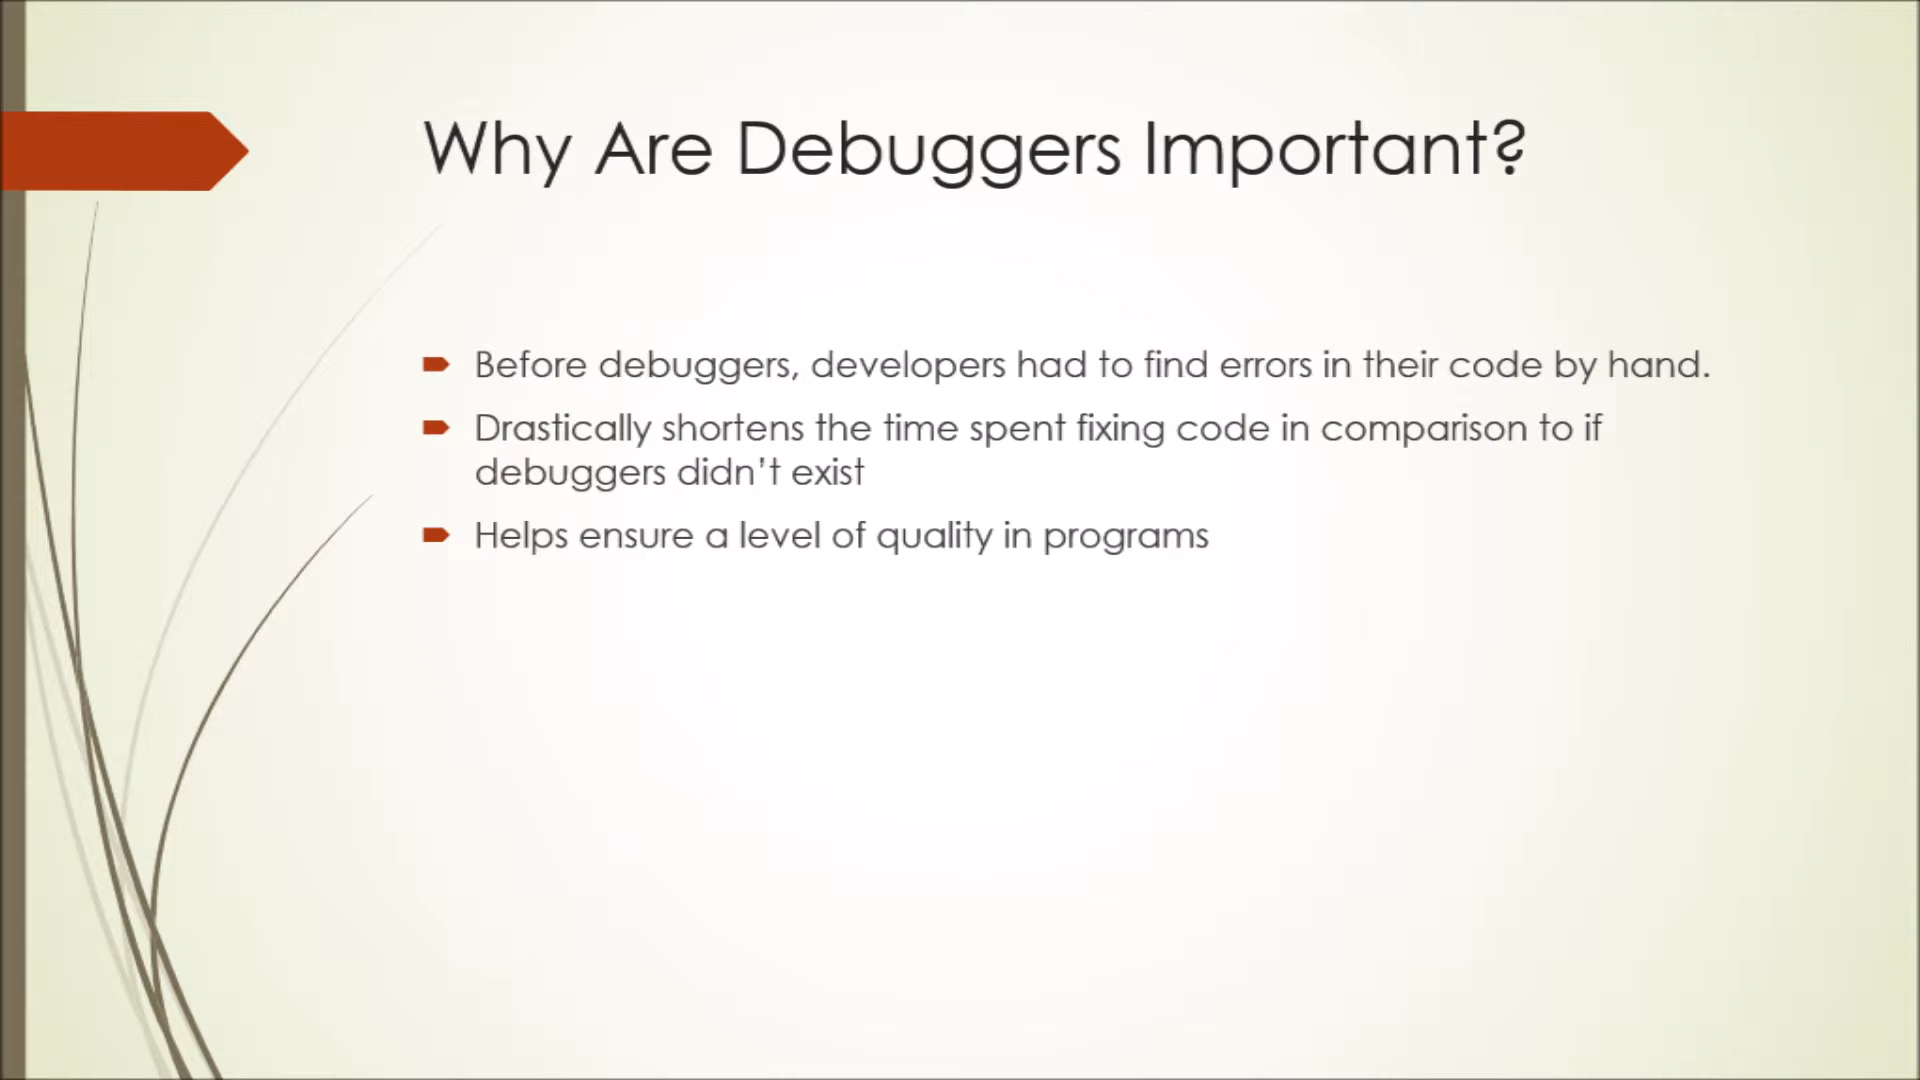 Why Are Debuggers Important?
Before debuggers, developers had to find errors in their code by hand.
Drastically shortens the time spent fixing code in comparison to if
debuggers didn’t exist
Helps ensure a level of quality in programs